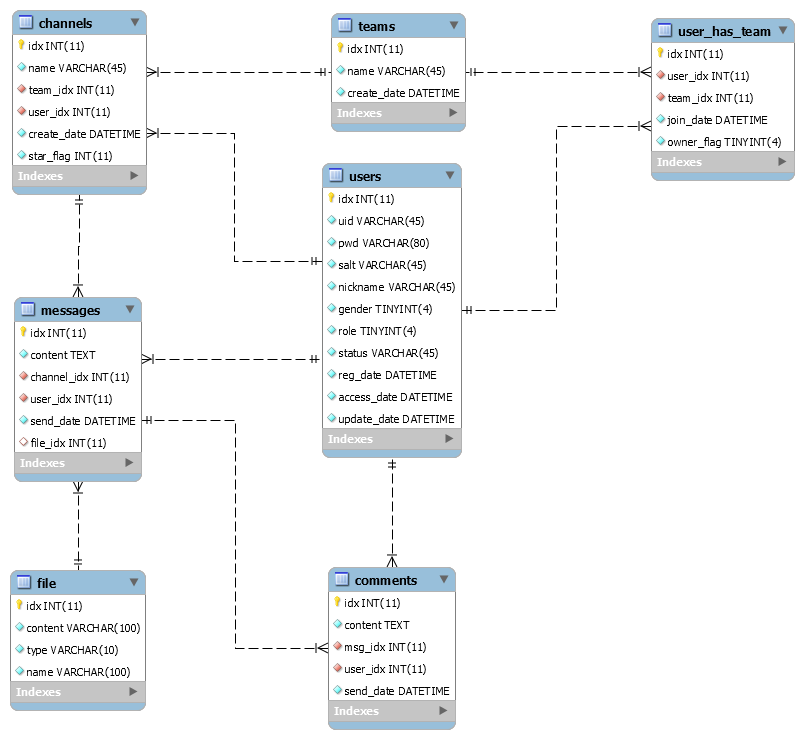 channels
idx INT(11)
name VARCHAR(45)
team_idx INT(11)
user_idx INT(11)
create_date DATETIME
star_flag INT(11)
Indexes
teams
idx INT(11)
name VARCHAR(45)
create_date DATETIME
Indexes
user_has_team
idx INT(11)
user_idx INT(11)
team_idx INT(11)
join_date DATETIME
owner_flag TINYINT(4)
Indexes
users
idx INT(11)
uid VARCHAR(45)
pwd VARCHAR(80)
salt VARCHAR(45)
nickname VARCHAR(45)
gender TINYINT(4)
role TINYINT(4)
status VARCHAR(45)
reg_date DATETIME
access_date DATETIME
update_date DATETIME
Indexes
messages
idx INT(11)
content TEXT
channel_idx INT(11)
user_idx INT(11)
send_date DATETIME
file_idx INT(11)
Indexes
file
idx INT(11)
content VARCHAR(100)
type VARCHAR(10)
name VARCHAR(100)
Indexes
comments
idx INT(11)
content TEXT
msg_idx INT(11)
user_idx INT(11)
send_date DATETIME
Indexes